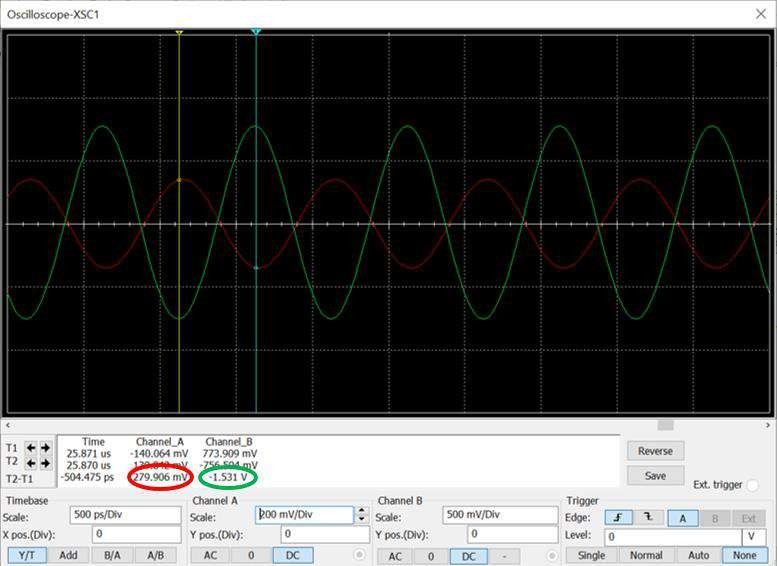 Oscilloscope-XSC1
Time Channel_A Channel_B
T1 25.871 us -140.064 mV 773.909 mV
T2 25.870 us
T2-T1 -504.475 ps 279.906 mV -1.531 V
Reverse
Save
Ext. trigger
Timebase
Scale: 500 ps/Div
X pos.(Div): 0
Y/T Add B/A A/B
Channel A
Scale: 200 mV/Div
Y pos.(Div): 0
AC 0 DC
Channel B
Scale: 500 mV/Div
Y pos.(Div): 0
AC 0 DC -
Trigger
Edge: A B Ext
Level: 0 V
Single Normal Auto None